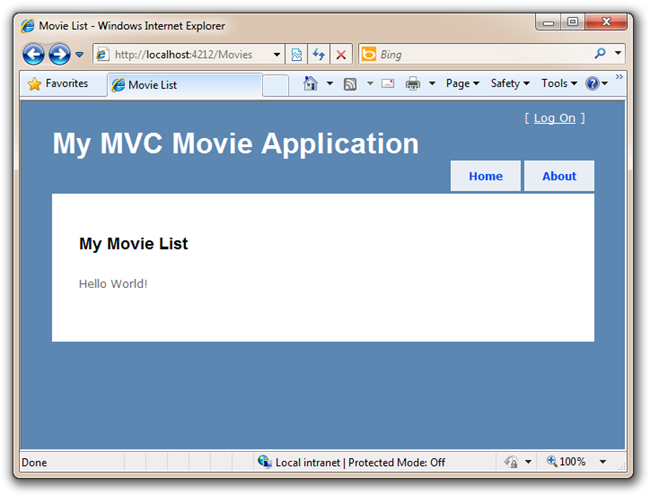 Movie List - Windows Internet Explorer
http://localhost:4212/Movies
Bing
Favorites
Movie List
Page
Safety
Tools
[ Log On ]
My MVC Movie Application
Home
About
My Movie List
Hello World!
Done
Local intranet | Protected Mode: Off
100%